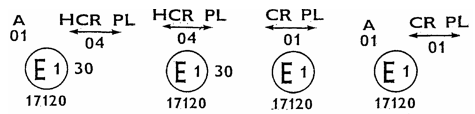 A HCR PL
01 04
E 1 30
17120
HCR PL
04
E 1 30
17120
CR PL
01
E 1
17120
A CR PL
01 01
E 1
17120